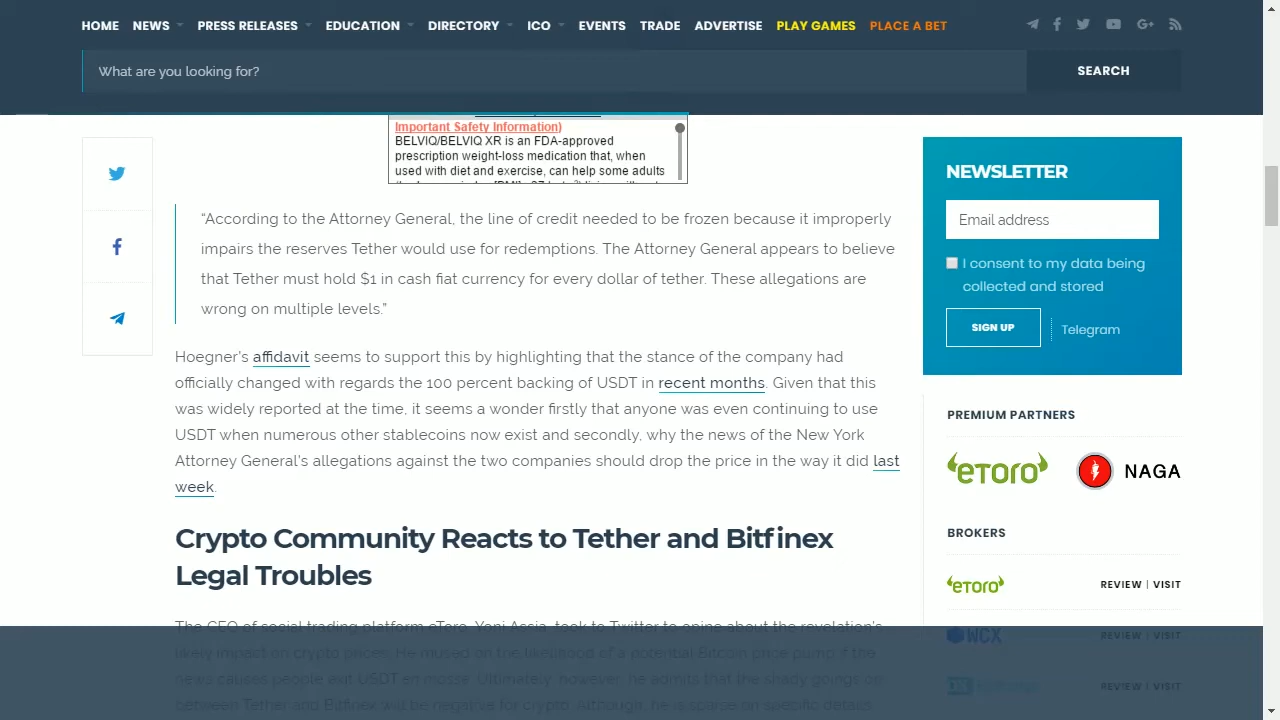 HOME NEWS PRESS RELEASES EDUCATION DIRECTORY ICO EVENTS TRADE ADVERTISE PLAY GAMES PLACE A BET
What are you looking for?
SEARCH
Important Safety Information)
BELVIQ/BELVIQ XR is an FDA-approved
prescription weight-loss medication that, when
used with diet and exercise, can help some adults
“According to the Attorney General, the line of credit needed to be frozen because it improperly
impairs the reserves Tether would use for redemptions. The Attorney General appears to believe
that Tether must hold $1 in cash fiat currency for every dollar of tether. These allegations are
wrong on multiple levels.”
Hoegner's affidavit seems to support this by highlighting that the stance of the company had
officially changed with regards the 100 percent backing of USDT in recent months. Given that this
was widely reported at the time, it seems a wonder firstly that anyone was even continuing to use
USDT when numerous other stablecoins now exist and secondly, why the news of the New York
Attorney General's allegations against the two companies should drop the price in the way it did last
week.
Crypto Community Reacts to Tether and Bitfinex
Legal Troubles
The CEO of social trading platform eToro, Yoni Assia, took to Twitter to opine about the revelation's
likely impact on crypto prices. He mused on the likelihood of a potential Bitcoin price pump if the
news causes people exit USDT en mosse. Ultimately, however, he admits that the shady goings on
between Tether and Bitfinex will be negative for crypto, although, he is sparse on specific details
NEWSLETTER
Email address
I consent to my data being
collected and stored
SIGN UP
Telegram
PREMIUM PARTNERS
eToro
NAGA
BROKERS
eToro
REVIEW | VISIT
WCX
REVIEW | VISIT
REVIEW | VISIT